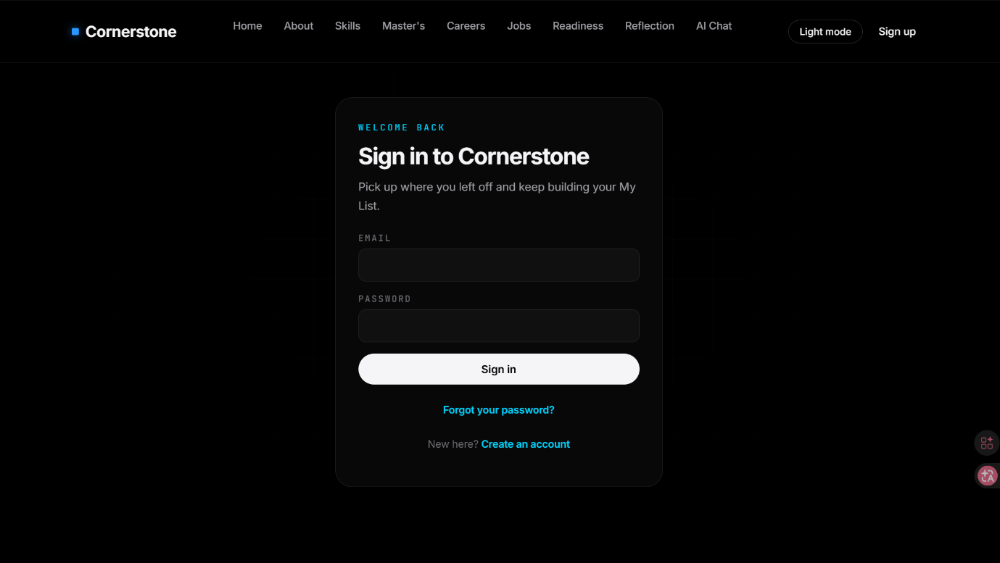 Cornerstone
Home About Skills Master's Careers Jobs Readiness Reflection AI Chat
Light mode
Sign up
WELCOME BACK
Sign in to Cornerstone
Pick up where you left off and keep building your My
List.
EMAIL
PASSWORD
Sign in
Forgot your password?
New here? Create an account
A